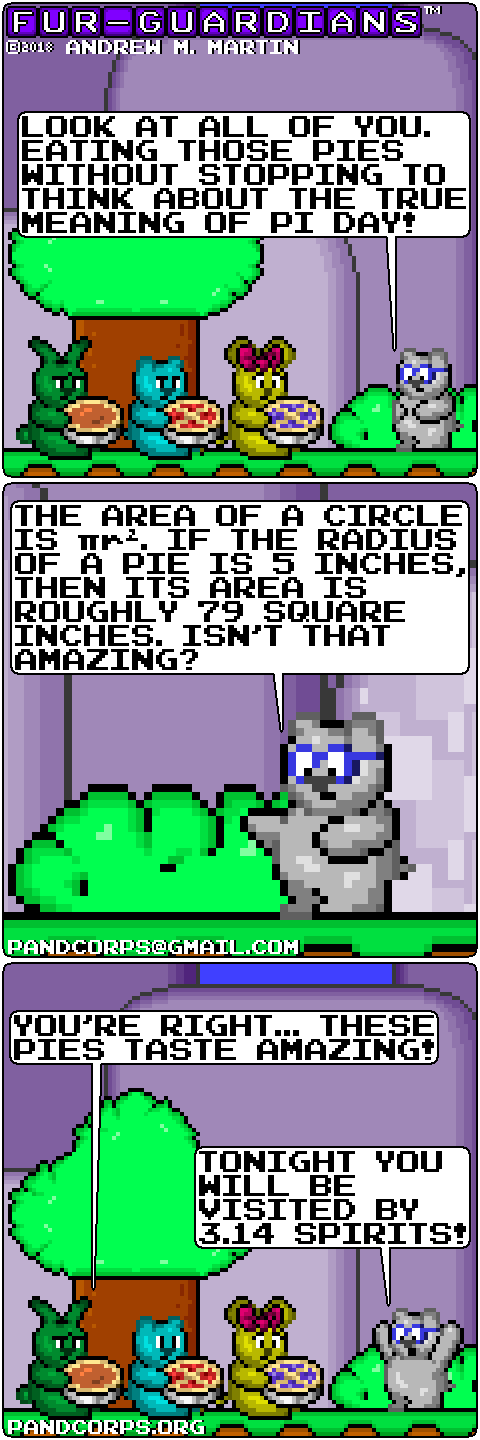 FUR-GUARDIANS™
©2018 ANDREW M. MARTIN
LOOK AT ALL OF YOU.
EATING THOSE PIES
WITHOUT STOPPING TO
THINK ABOUT THE TRUE
MEANING OF PI DAY!
THE AREA OF A CIRCLE
IS πr². IF THE RADIUS
OF A PIE IS 5 INCHES,
THEN ITS AREA IS
ROUGHLY 79 SQUARE
INCHES. ISN'T THAT
AMAZING?
PANDCORPS@GMAIL.COM
YOU'RE RIGHT... THESE
PIES TASTE AMAZING!
TONIGHT YOU
WILL BE
VISITED BY
3.14 SPIRITS!
PANDCORPS.ORG